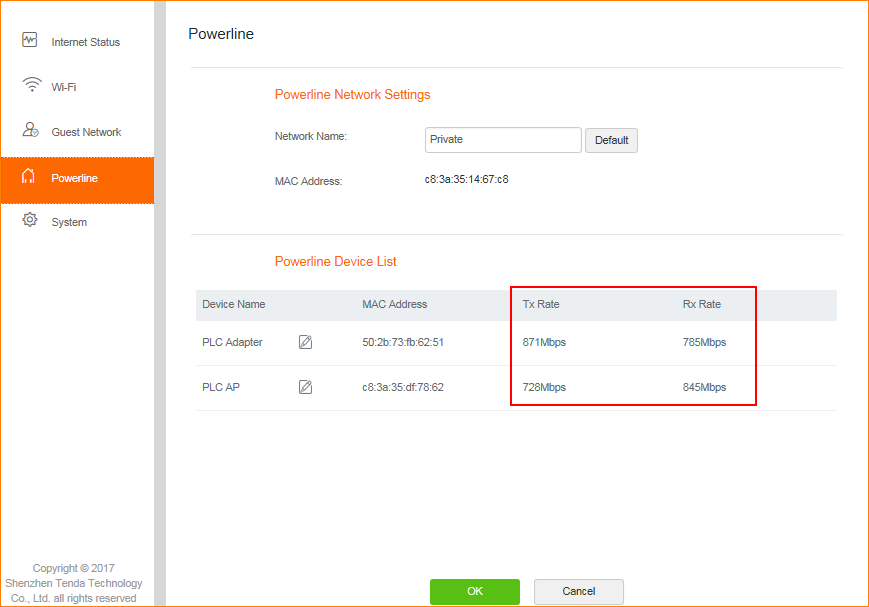 Internet Status
Wi-Fi
Guest Network
Powerline
System
Copyright © 2017
Shenzhen Tenda Technology
Co., Ltd. all rights reserved
Powerline
Powerline Network Settings
Network Name: Private Default
MAC Address: c8:3a:35:14:67:c8
Powerline Device List
Device Name MAC Address Tx Rate Rx Rate
PLC Adapter 50:2b:73:fb:62:51 871Mbps 785Mbps
PLC AP c8:3a:35:df:78:62 728Mbps 845Mbps
OK Cancel